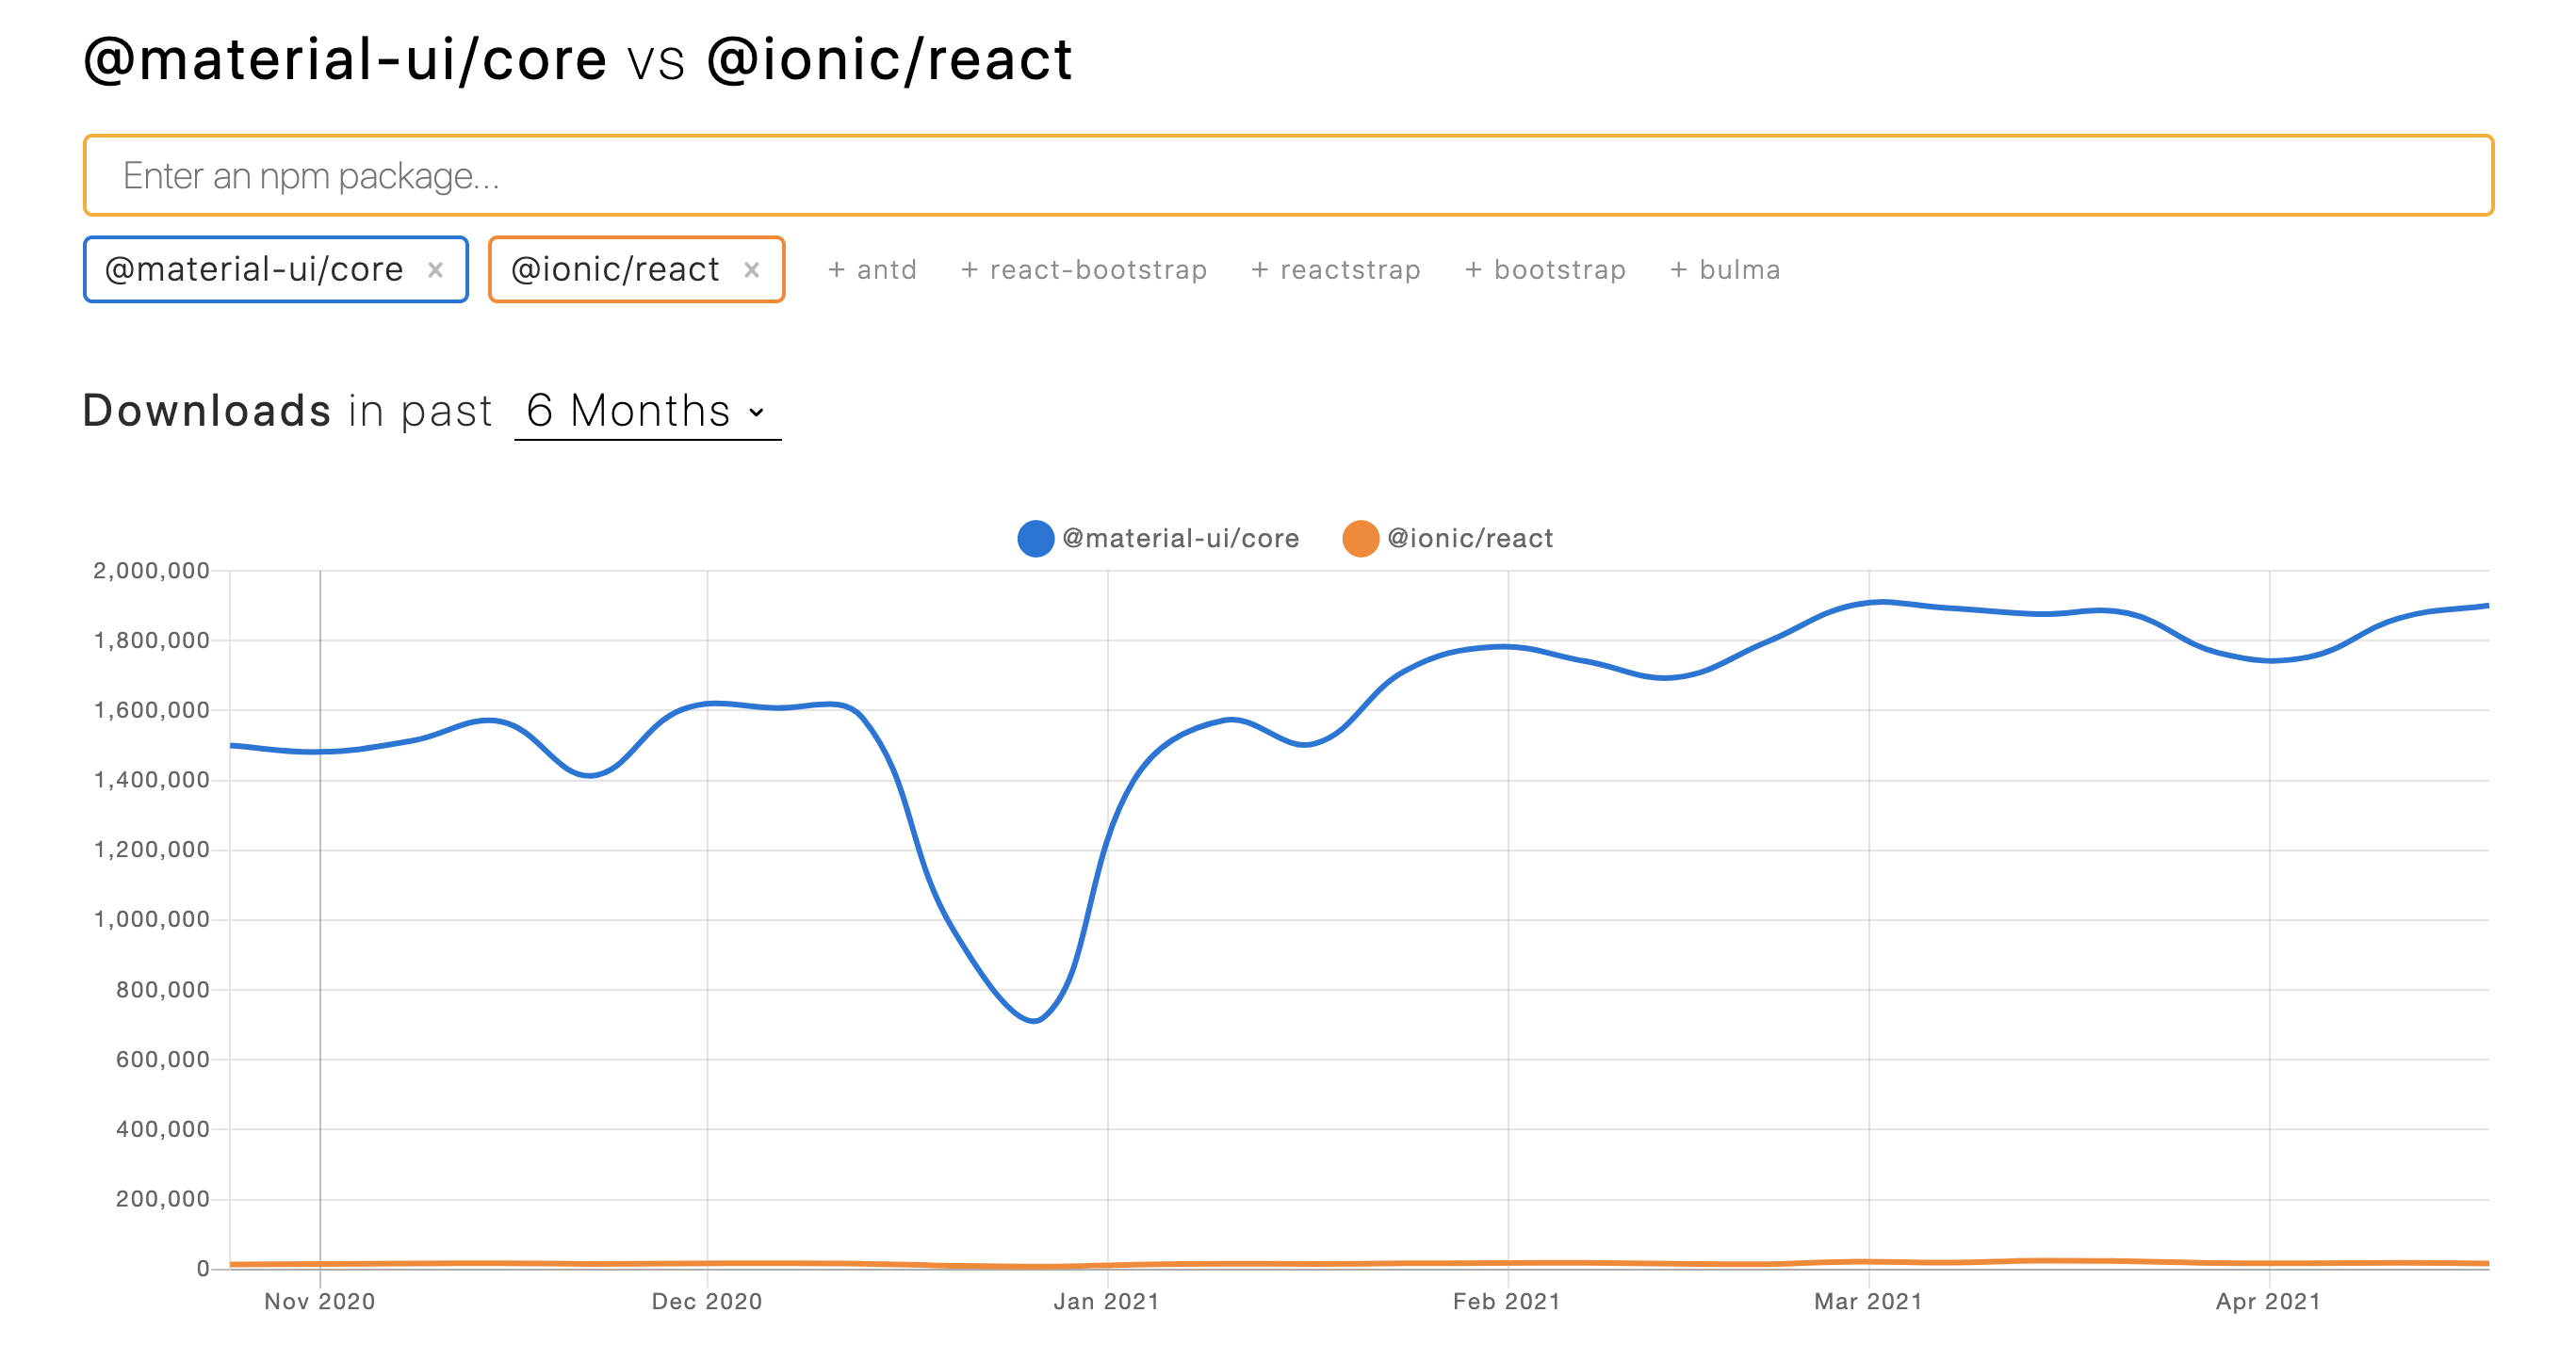 @material-ui/core vs @ionic/react
Enter an npm package...
@material-ui/core × @ionic/react × + antd + react-bootstrap + reactstrap + bootstrap + bulma
Downloads in past 6 Months
@material-ui/core @ionic/react
2,000,000
1,800,000
1,600,000
1,400,000
1,200,000
1,000,000
800,000
600,000
400,000
200,000
0
Nov 2020 Dec 2020 Jan 2021 Feb 2021 Mar 2021 Apr 2021